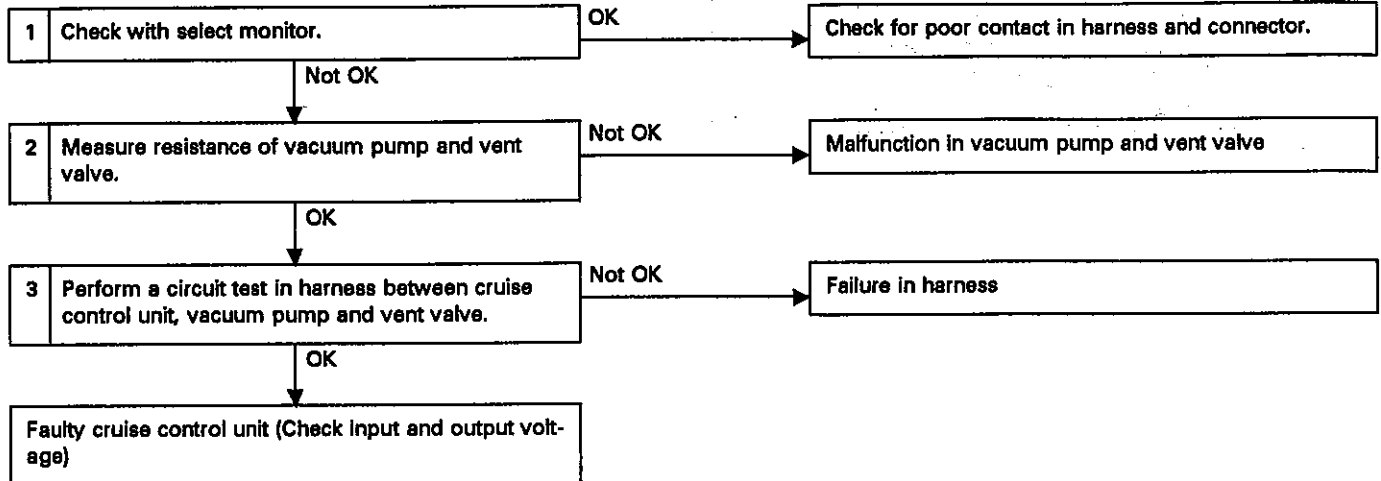 1 Check with select monitor.
OK
Check for poor contact in harness and connector.
Not OK
2 Measure resistance of vacuum pump and vent
valve.
Not OK
Malfunction in vacuum pump and vent valve
OK
3 Perform a circuit test in harness between cruise
control unit, vacuum pump and vent valve.
Not OK
Failure in harness
OK
Faulty cruise control unit (Check input and output volt-
age)